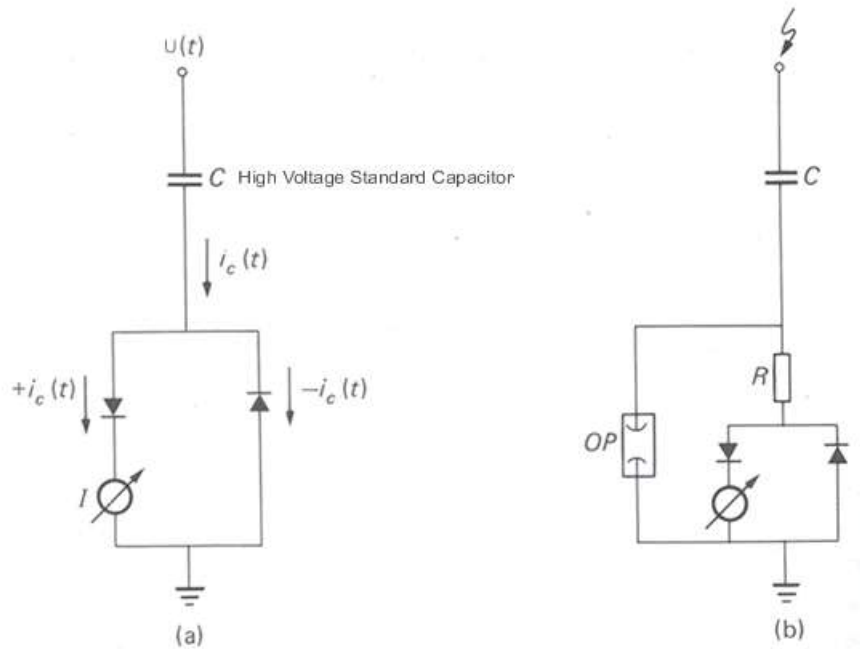 U(t)
C High Voltage Standard Capacitor
C
i_c(t)
+i_c(t)
−i_c(t)
R
OP
I
(a)
(b)